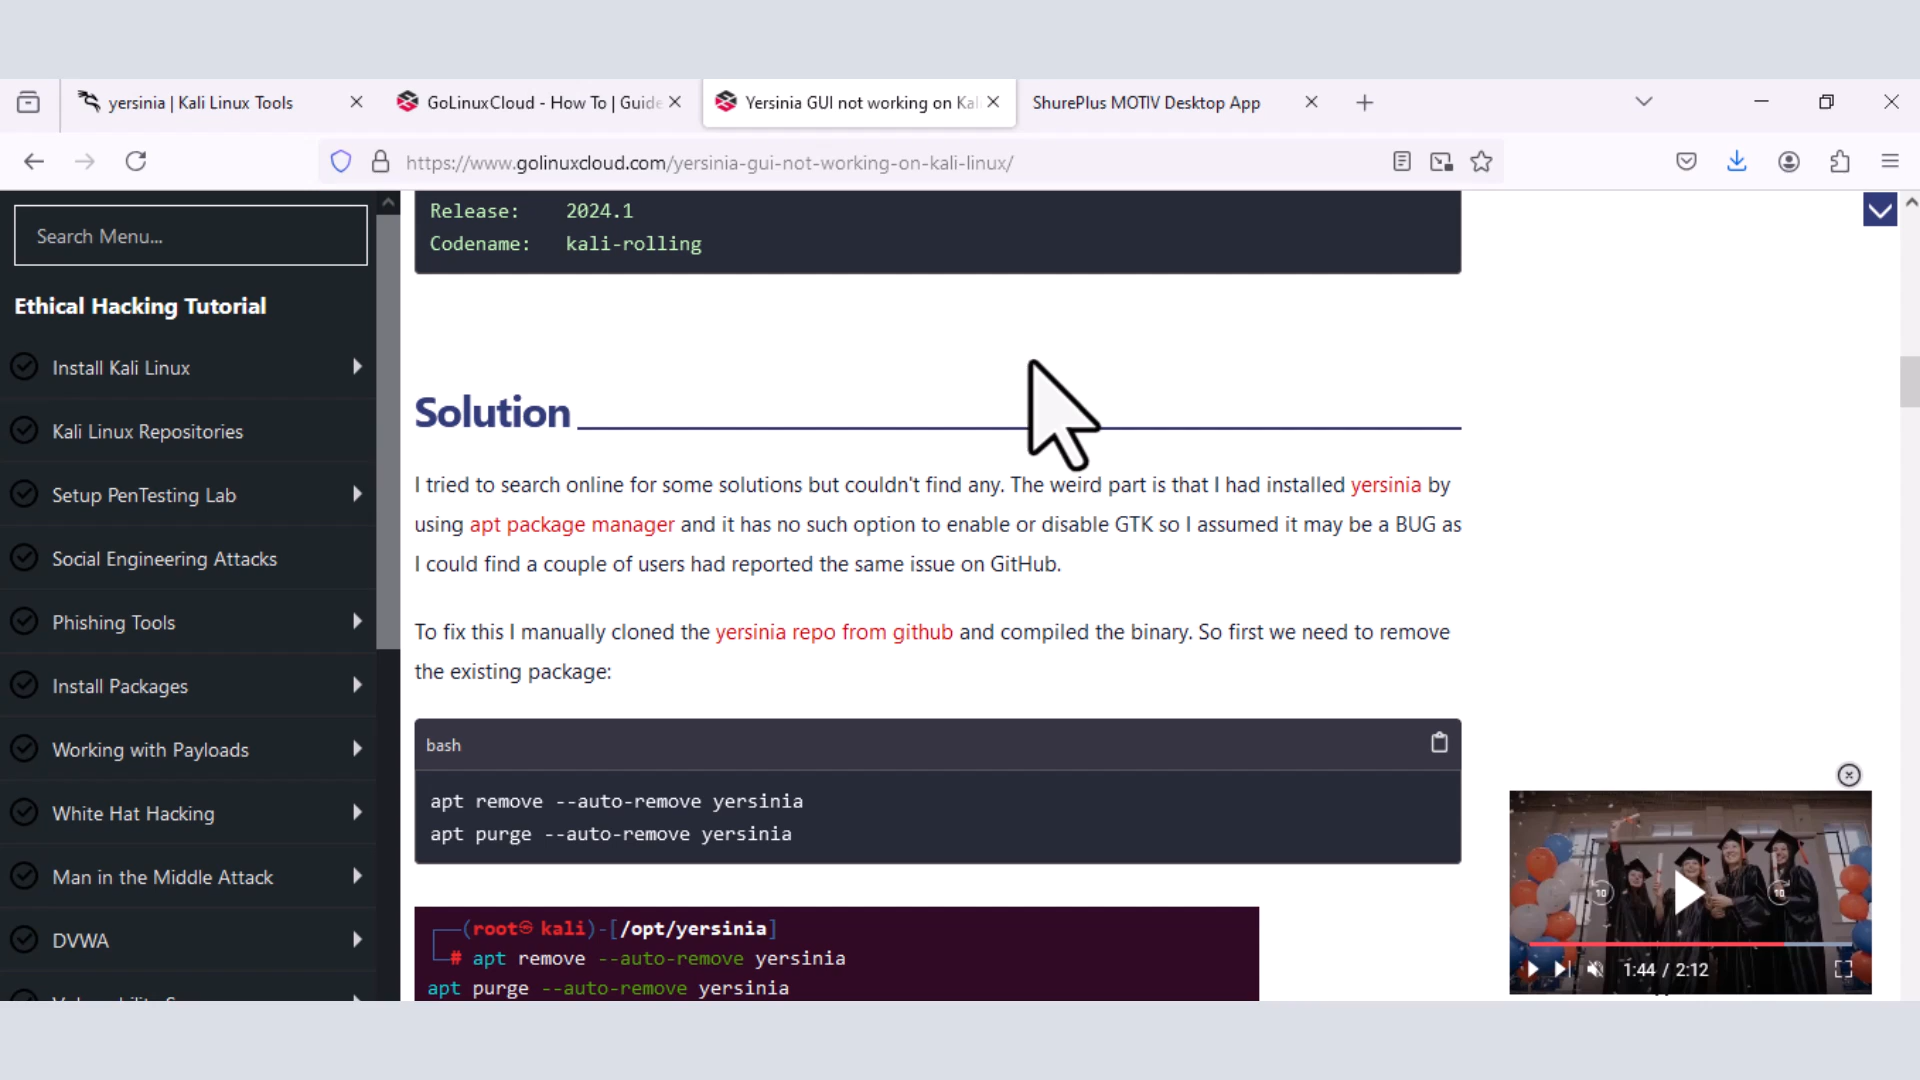 yersinia | Kali Linux Tools
GoLinuxCloud - How To | Guide
Yersinia GUI not working on Kal
ShurePlus MOTIV Desktop App
https://www.golinuxcloud.com/yersinia-gui-not-working-on-kali-linux/
Search Menu...
Ethical Hacking Tutorial
Install Kali Linux
Kali Linux Repositories
Setup PenTesting Lab
Social Engineering Attacks
Phishing Tools
Install Packages
Working with Payloads
White Hat Hacking
Man in the Middle Attack
DVWA
Release: 2024.1
Codename: kali-rolling
Solution
I tried to search online for some solutions but couldn't find any. The weird part is that I had installed yersinia by
using apt package manager and it has no such option to enable or disable GTK so I assumed it may be a BUG as
I could find a couple of users had reported the same issue on GitHub.
To fix this I manually cloned the yersinia repo from github and compiled the binary. So first we need to remove
the existing package:
bash
apt remove --auto-remove yersinia
apt purge --auto-remove yersinia
(root㉿kali)-[/opt/yersinia]
# apt remove --auto-remove yersinia
apt purge --auto-remove yersinia
10
10
1:44 / 2:12